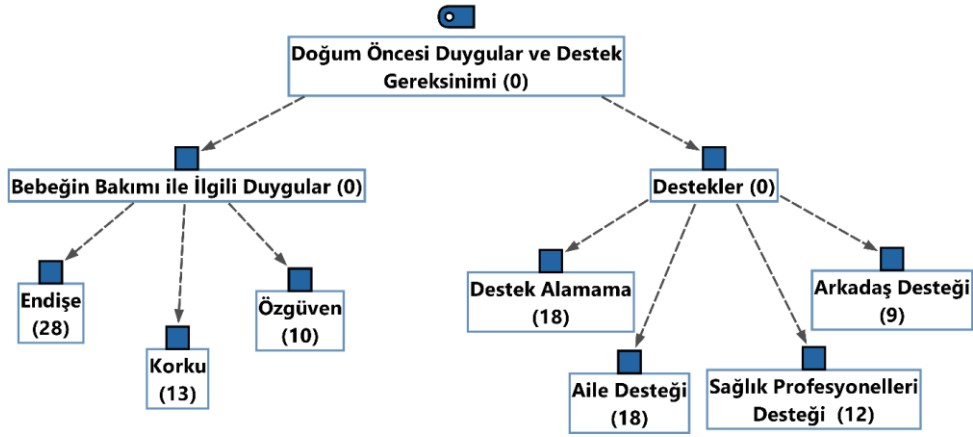 Doğum Öncesi Duygular ve Destek
Gereksinimi (0)
Bebeğin Bakımı ile İlgili Duygular (0)
Destekler (0)
Endişe
(28)
Korku
(13)
Özgüven
(10)
Destek Alamama
(18)
Aile Desteği
(18)
Sağlık Profesyonelleri
Desteği (12)
Arkadaş Desteği
(9)